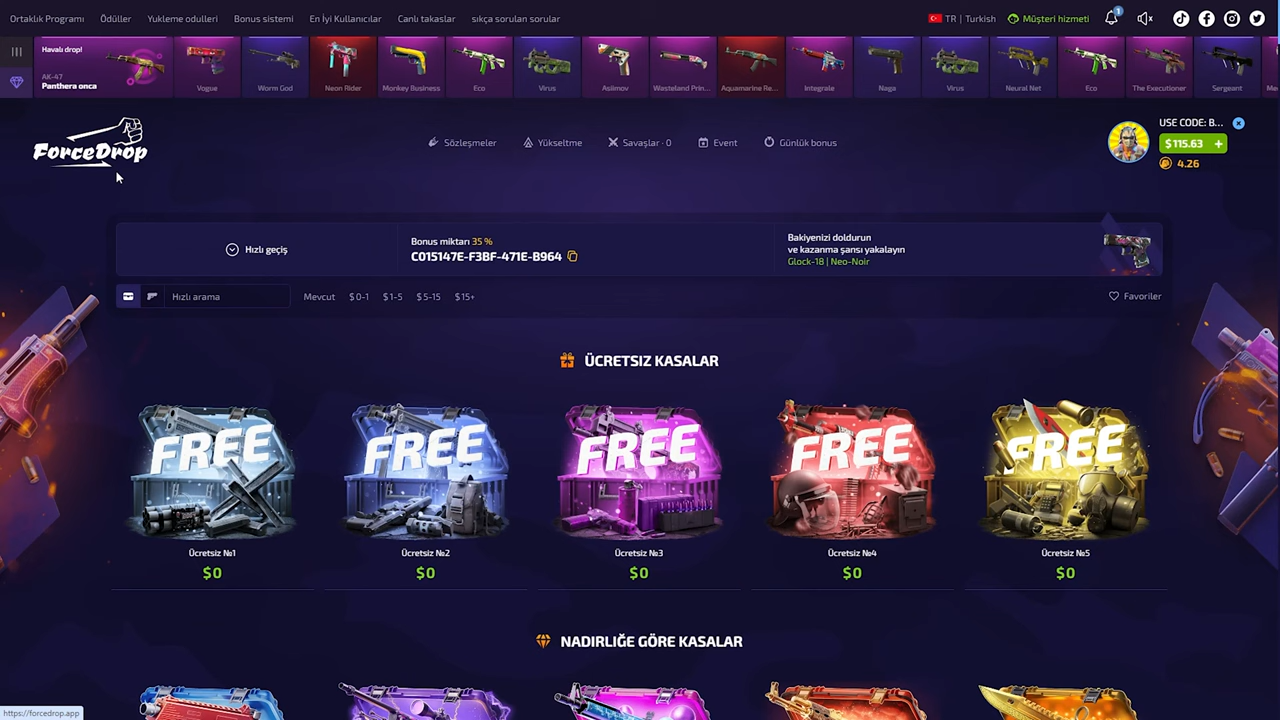 Ortaklık Programı Ödüller Yukleme odulleri Bonus sistemi En İyi Kullanıcılar Canlı takaslar sıkça sorulan sorular
TR | Turkish Müşteri hizmeti 1
Havalı drop!
AK-47
Panthera onca
Vogue Worm God Neon Rider Monkey Business Eco Virus Asiimov Wasteland Prin... Aquamarine Re... Integrale Naga Virus Neural Net Eco The Executioner Sergeant
ForceDrop
Sözleşmeler Yükseltme Savaşlar · 0 Event Günlük bonus
USE CODE: B...
$115.63 +
4.26
Hızlı geçiş
Bonus miktarı 35 %
C015147E-F3BF-471E-B964
Bakiyenizi doldurun
ve kazanma şansı yakalayın
Glock-18 | Neo-Noir
Hızlı arama Mevcut $ 0-1 $ 1-5 $ 5-15 $ 15+ Favoriler
ÜCRETSIZ KASALAR
FREE FREE FREE FREE FREE
Ücretsiz №1 Ücretsiz №2 Ücretsiz №3 Ücretsiz №4 Ücretsiz №5
$0 $0 $0 $0 $0
NADIRLIĞE GÖRE KASALAR
https://forcedrop.app